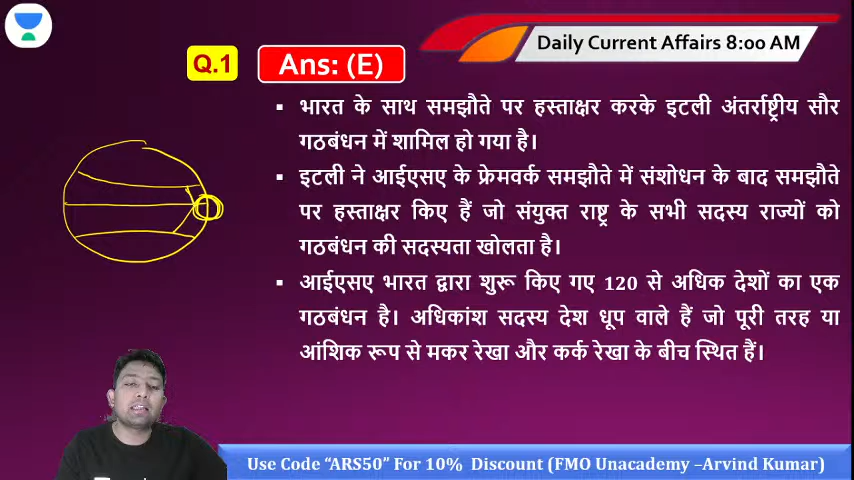 Daily Current Affairs 8:00 AM
Q.1
Ans: (E)
भारत के साथ समझौते पर हस्ताक्षर करके इटली अंतर्राष्ट्रीय सौर
गठबंधन में शामिल हो गया है।
इटली ने आईएसए के फ्रेमवर्क समझौते में संशोधन के बाद समझौते
पर हस्ताक्षर किए हैं जो संयुक्त राष्ट्र के सभी सदस्य राज्यों को
गठबंधन की सदस्यता खोलता है।
आईएसए भारत द्वारा शुरू किए गए 120 से अधिक देशों का एक
गठबंधन है। अधिकांश सदस्य देश धूप वाले हैं जो पूरी तरह या
आंशिक रूप से मकर रेखा और कर्क रेखा के बीच स्थित हैं।
Use Code “ARS50” For 10% Discount (FMO Unacademy –Arvind Kumar)